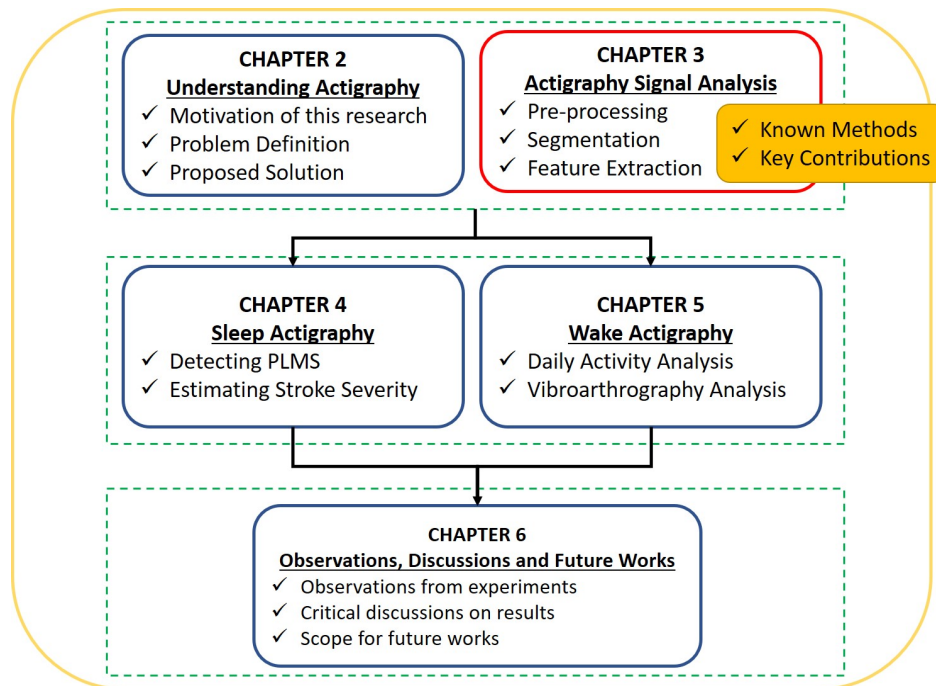 CHAPTER 2
Understanding Actigraphy
✓ Motivation of this research
✓ Problem Definition
✓ Proposed Solution
CHAPTER 3
Actigraphy Signal Analysis
✓ Pre-processing
✓ Segmentation
✓ Feature Extraction
✓ Known Methods
✓ Key Contributions
CHAPTER 4
Sleep Actigraphy
✓ Detecting PLMS
✓ Estimating Stroke Severity
CHAPTER 5
Wake Actigraphy
✓ Daily Activity Analysis
✓ Vibroarthrography Analysis
CHAPTER 6
Observations, Discussions and Future Works
✓ Observations from experiments
✓ Critical discussions on results
✓ Scope for future works